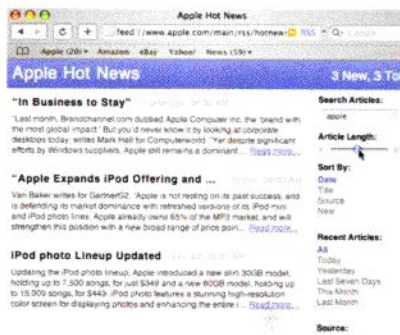 Apple Hot News
feed://www.apple.com/main/rss/hotnew RSS Q- Google
Apple (20) Amazon eBay Yahoo! News (59)
Apple Hot News 3 New, 3 To
"In Business to Stay"
"Last month, Brandchannel.com dubbed Apple Computer Inc. the 'brand with
the most global impact.' But you'd never know it by looking at corporate
desktops today, writes Mark Hall for Computerworld. "Yet despite significant
efforts by Windows suppliers, Apple still remains a dominant ... Read more...
"Apple Expands iPod Offering and ...
Van Baker writes for GartnerG2, "Apple is not resting on its past success, and
is defending its market dominance with refreshed versions of its iPod mini
and iPod photo lines. Apple already owns 65% of the MP3 market, and will
strengthen this position with a new broad range of price poin... Read more...
iPod photo Lineup Updated
Updating the iPod photo lineup, Apple introduced a new slim 30GB model,
holding up to 7,500 songs, for just $349 and a new 60GB model, holding up
to 15,000 songs, for $449. iPod photo features a stunning high-resolution
color screen for displaying photos and enhancing the entire i... Read more...
Search Articles:
apple
Article Length:
Sort By:
Date
Title
Source
New
Recent Articles:
All
Today
Yesterday
Last Seven Days
This Month
Last Month
Source: